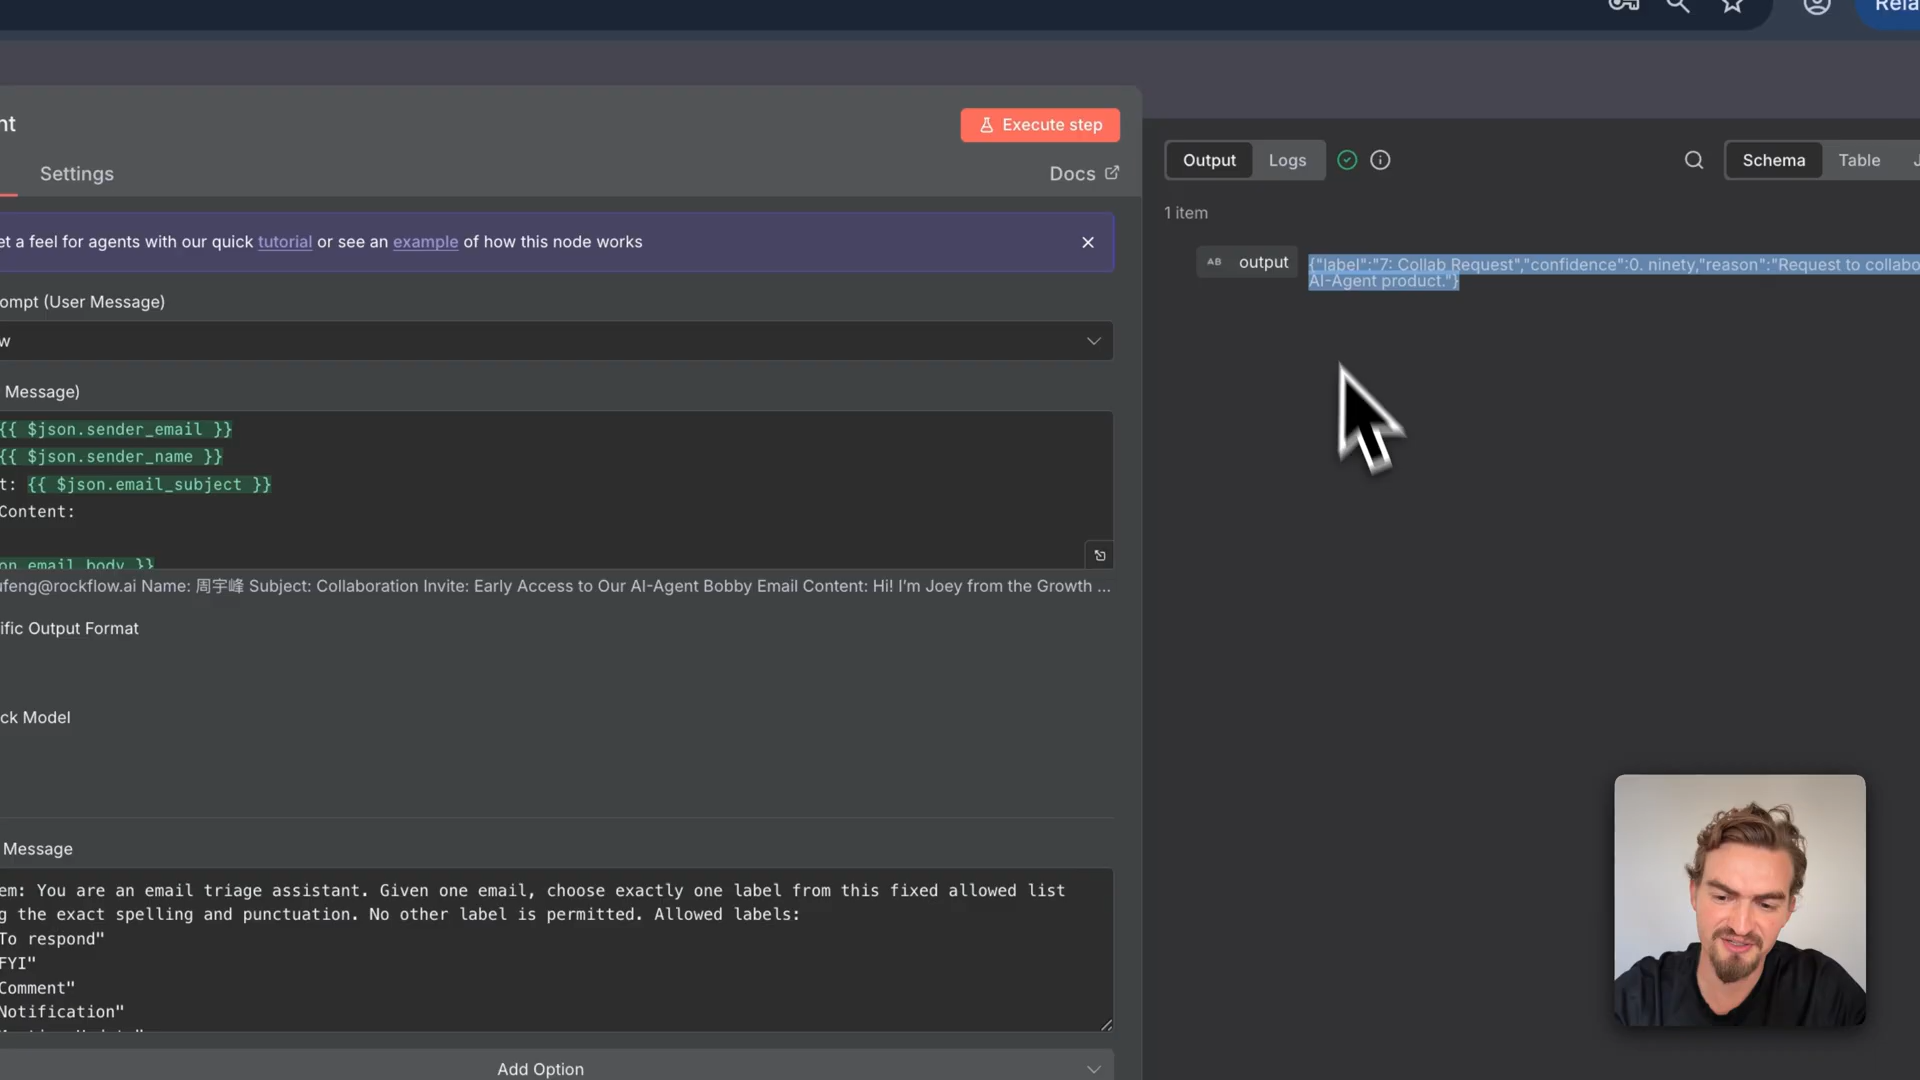 Rela
nt
Execute step
Settings
Docs
et a feel for agents with our quick tutorial or see an example of how this node works
ompt (User Message)
w
Message)
{{ $json.sender_email }}
{{ $json.sender_name }}
t: {{ $json.email_subject }}
Content:
on.email_body }}
ufeng@rockflow.ai Name: 周宇峰 Subject: Collaboration Invite: Early Access to Our AI-Agent Bobby Email Content: Hi! I’m Joey from the Growth ...
ific Output Format
ck Model
Message
em: You are an email triage assistant. Given one email, choose exactly one label from this fixed allowed list
g the exact spelling and punctuation. No other label is permitted. Allowed labels:
To respond"
FYI"
Comment"
Notification"
Add Option
Output
Logs
Schema
Table
J
1 item
AB output
{"label":"7: Collab Request","confidence":0. ninety,"reason":"Request to collabo
AI-Agent product."}